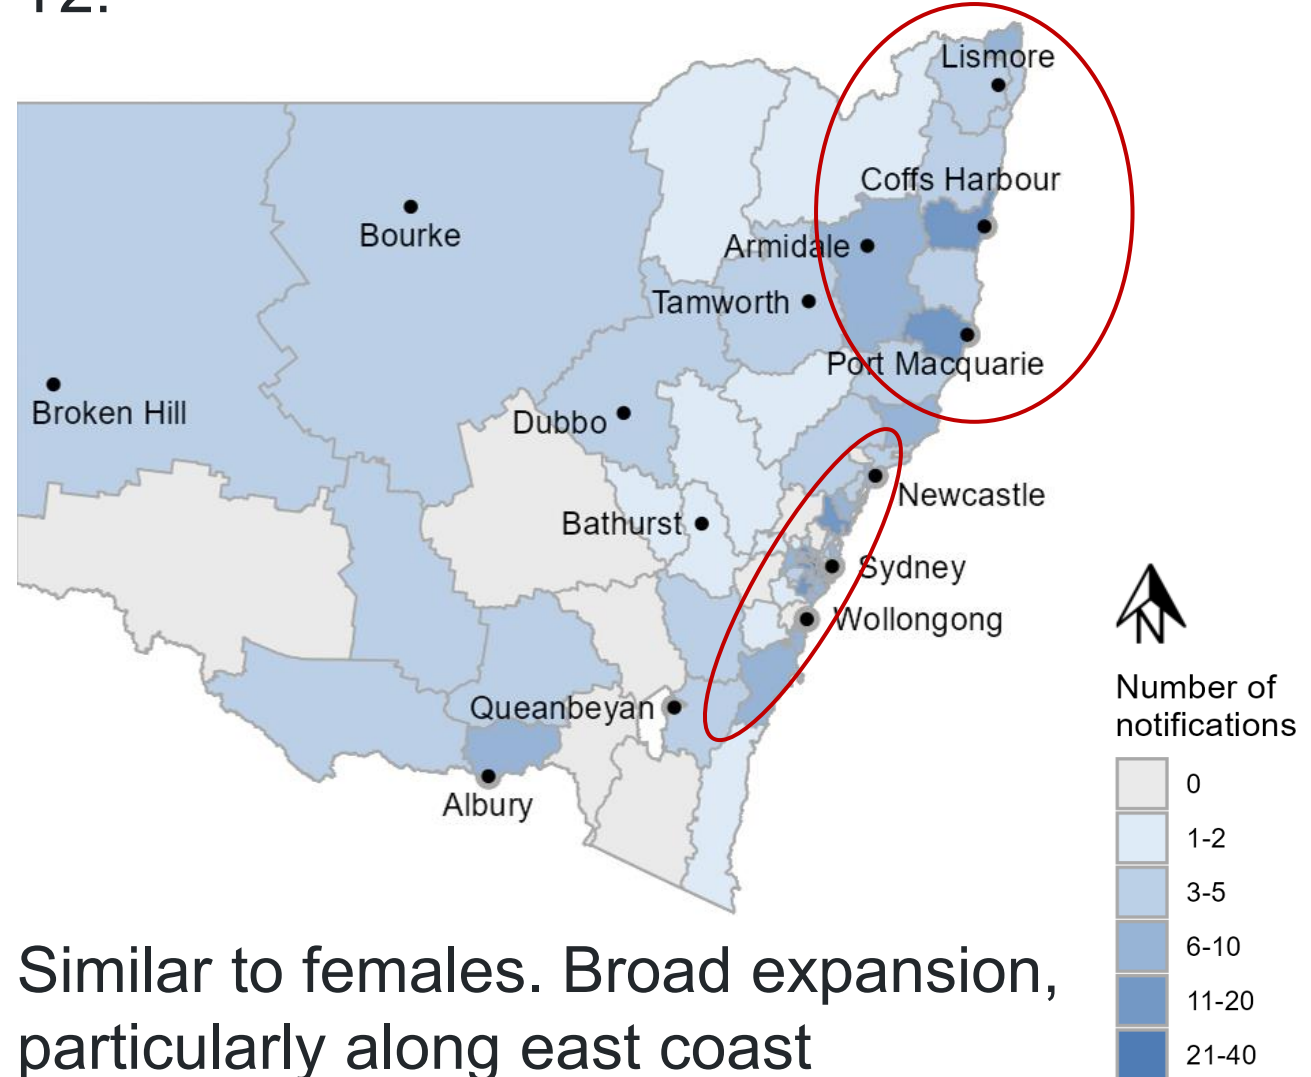 12.
Lismore
Coffs Harbour
Bourke
Armidale
Tamworth
Port Macquarie
Broken Hill
Dubbo
Newcastle
Bathurst
Sydney
Wollongong
N
Queanbeyan
Albury
Number of
notifications
0
1-2
3-5
6-10
11-20
21-40
Similar to females. Broad expansion,
particularly along east coast